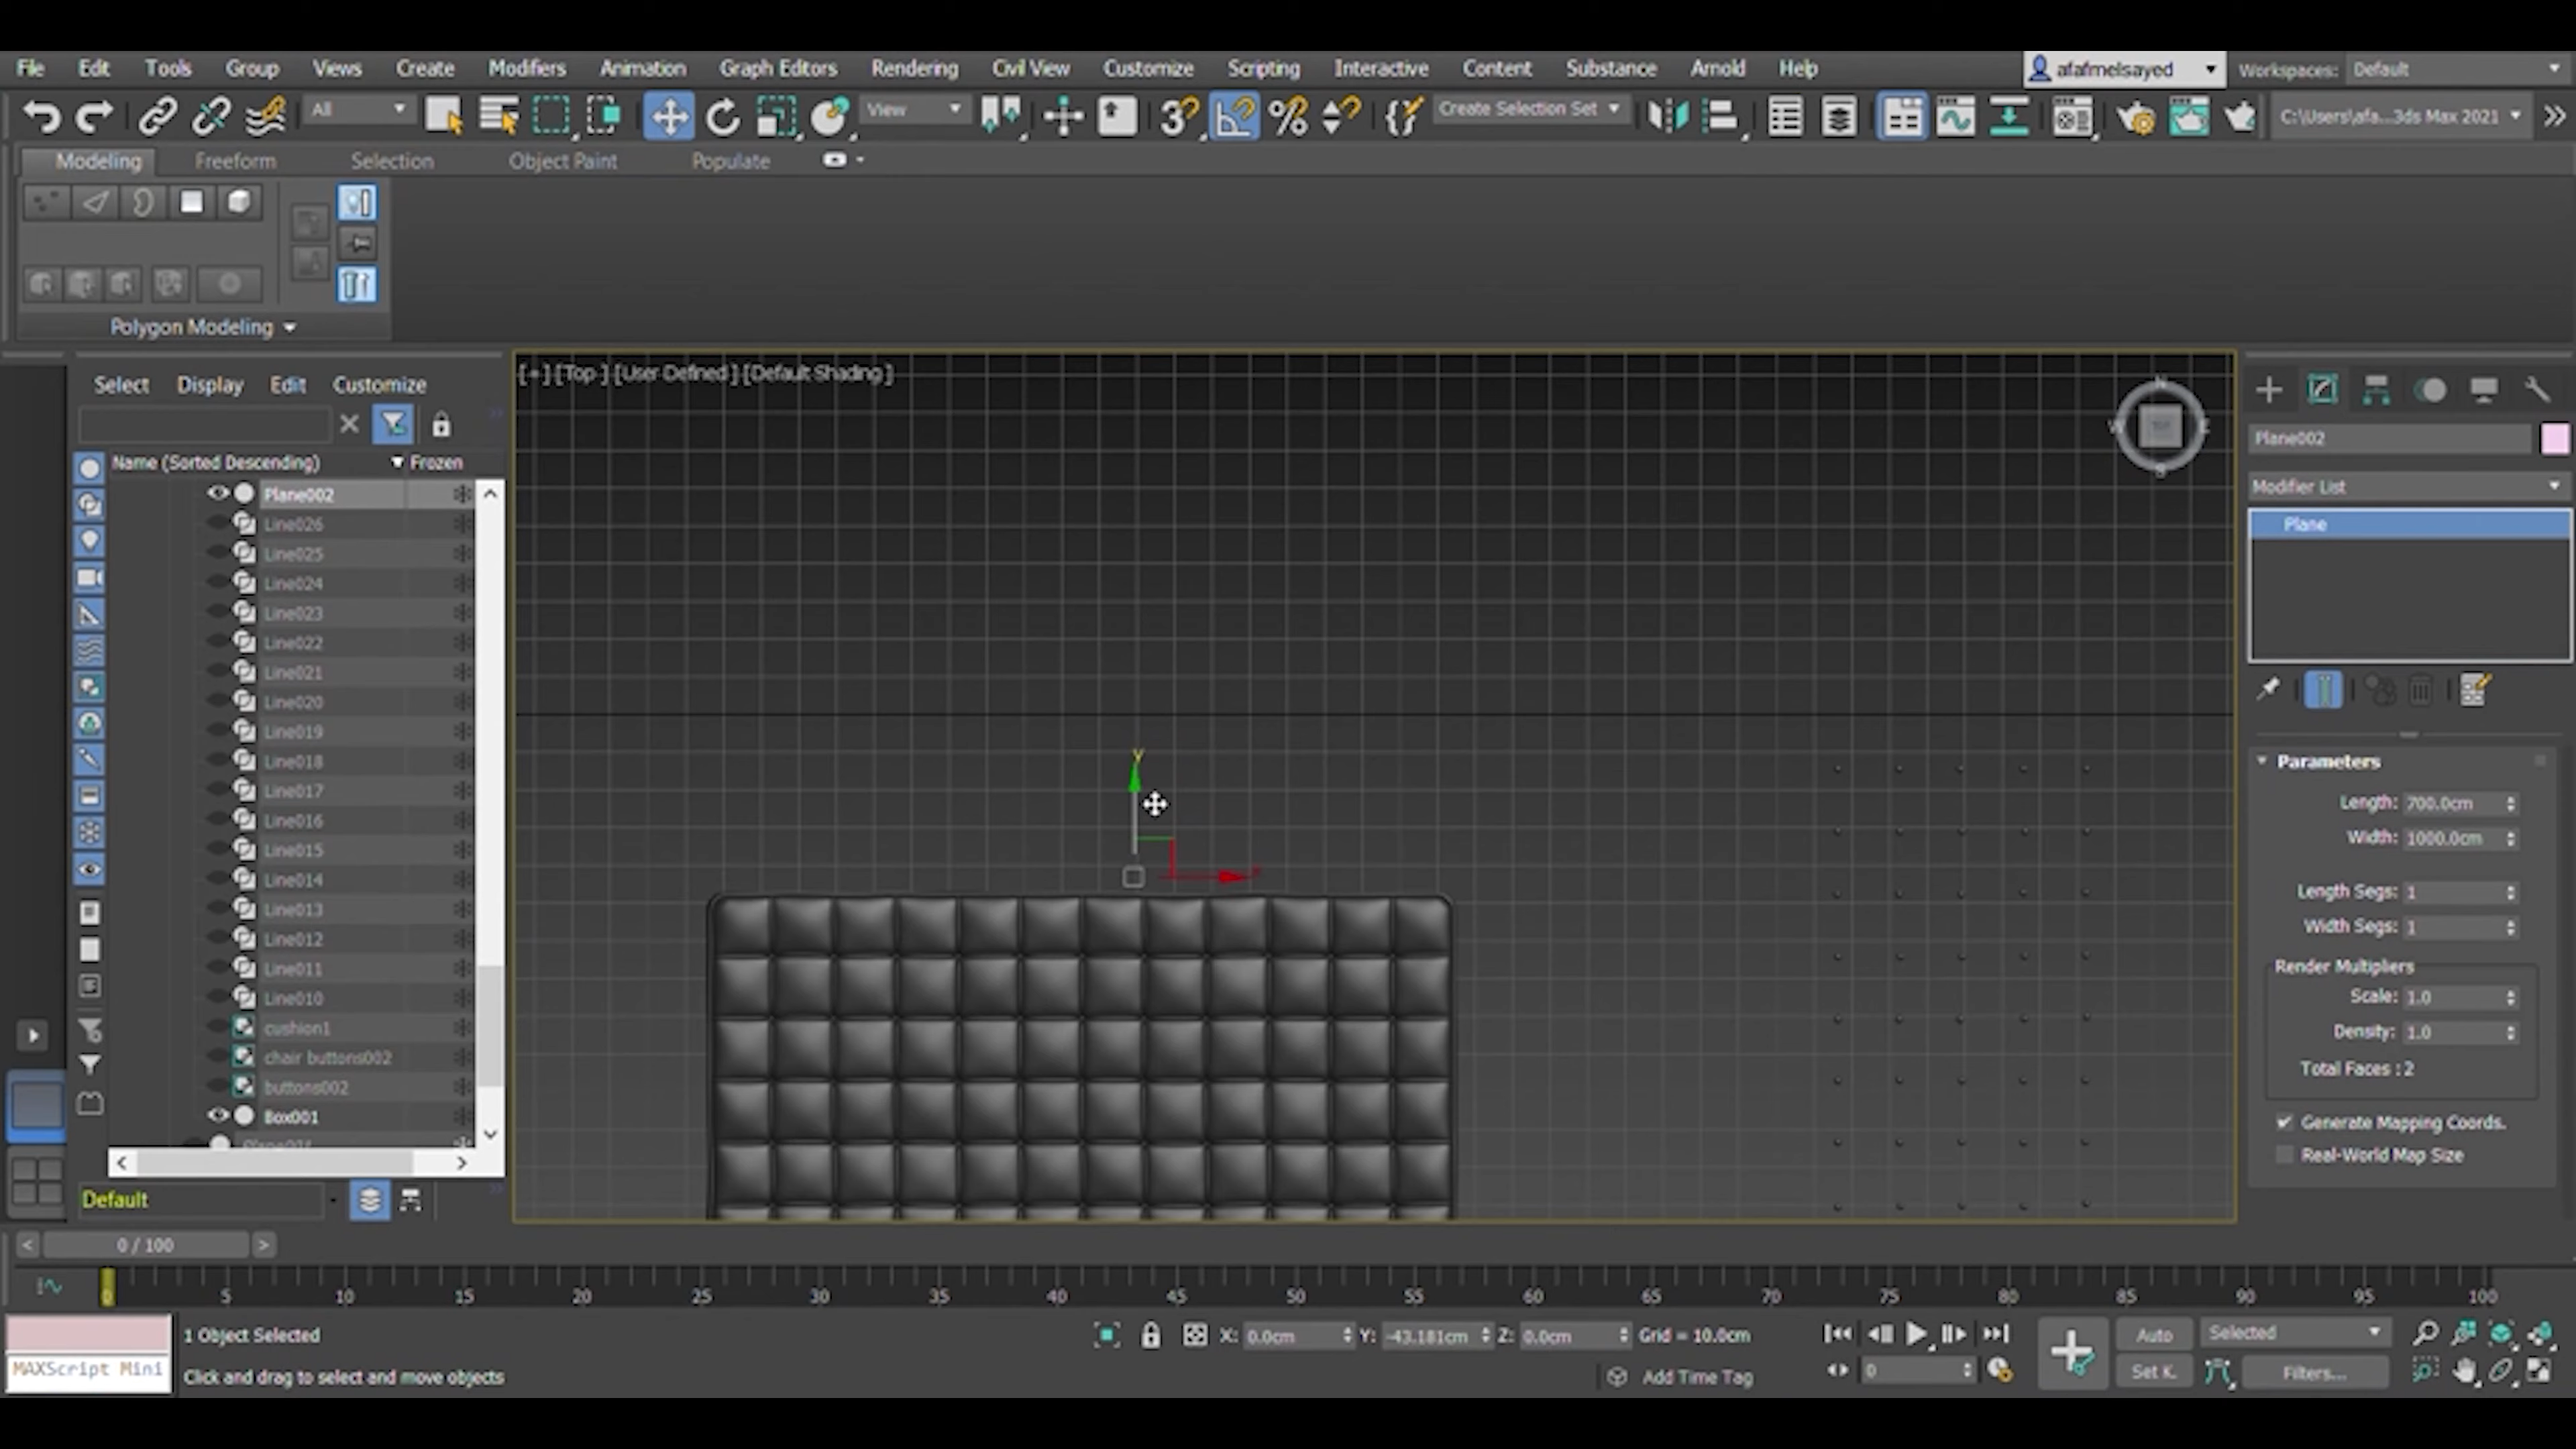 File Edit Tools Group Views Create Modifiers Animation Graph Editors Rendering Civil View Customize Scripting Interactive Content Substance Arnold Help afafmelsayed Workspaces: Default
All View 3 % Create Selection Set C:\Users\afa...3ds Max 2021
Modeling Freeform Selection Object Paint Populate
Polygon Modeling
Select Display Edit Customize
Name (Sorted Descending) Frozen
Plane002
Line026
Line025
Line024
Line023
Line022
Line021
Line020
Line019
Line018
Line017
Line016
Line015
Line014
Line013
Line012
Line011
Line010
cushion1
chair buttons002
buttons002
Box001
Default
[+] [Top ] [User Defined ] [Default Shading ]
N
W E
S
y
x
Plane002
Modifier List
Plane
Parameters
Length: 700.0cm
Width: 1000.0cm
Length Segs: 1
Width Segs: 1
Render Multipliers
Scale: 1.0
Density: 1.0
Total Faces : 2
Generate Mapping Coords.
Real-World Map Size
< 0 / 100 >
0 5 10 15 20 25 30 35 40 45 50 55 60 65 70 75 80 85 90 95 100
1 Object Selected X: 0.0cm Y: -43.181cm Z: 0.0cm Grid = 10.0cm Auto Selected
MAXScript Mini Click and drag to select and move objects Add Time Tag 0 Set K. Filters...